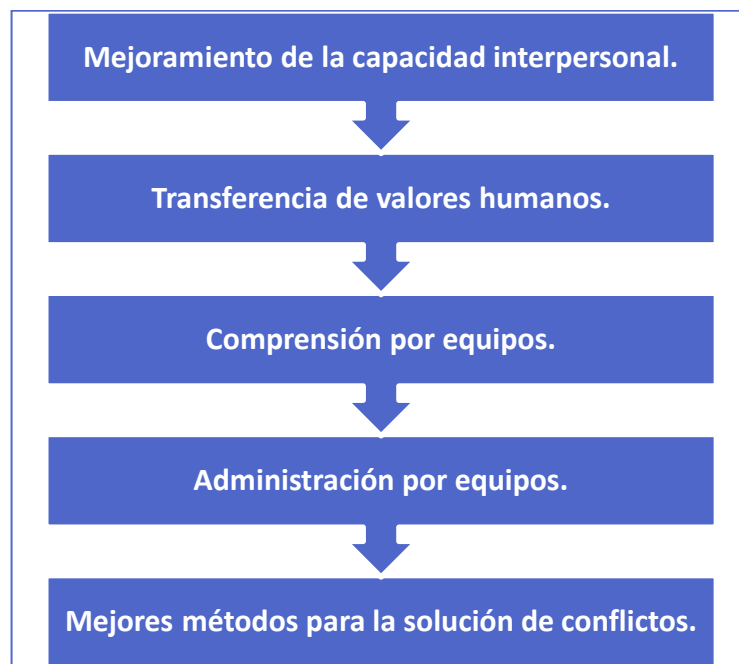 Mejoramiento de la capacidad interpersonal.
Transferencia de valores humanos.
Comprensión por equipos.
Administración por equipos.
Mejores métodos para la solución de conflictos.